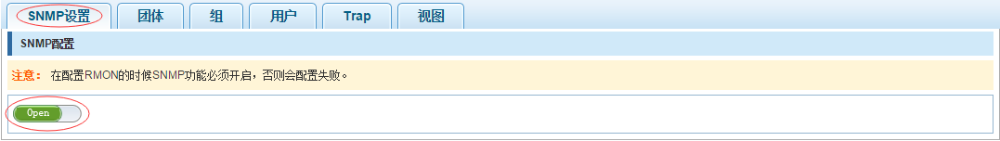 SNMP设置 团体 组 用户 Trap 视图
SNMP配置
注意： 在配置RMON的时候SNMP功能必须开启，否则会配置失败。
Open